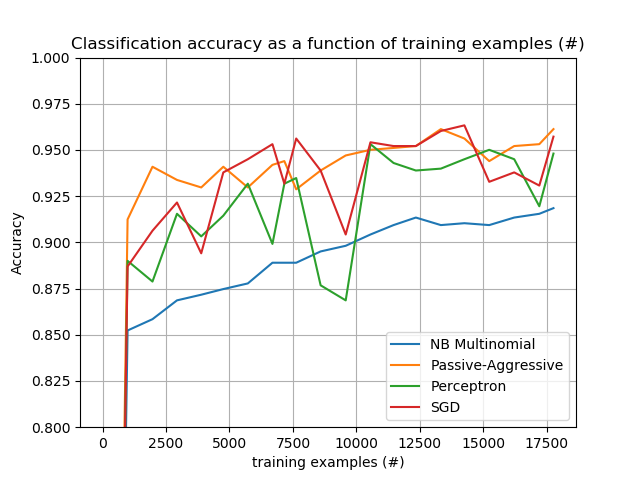 Classification accuracy as a function of training examples (#)
1.000
0.975
0.950
0.925
0.900
0.875
0.850
0.825
0.800
Accuracy
NB Multinomial
Passive-Aggressive
Perceptron
SGD
0 2500 5000 7500 10000 12500 15000 17500
training examples (#)